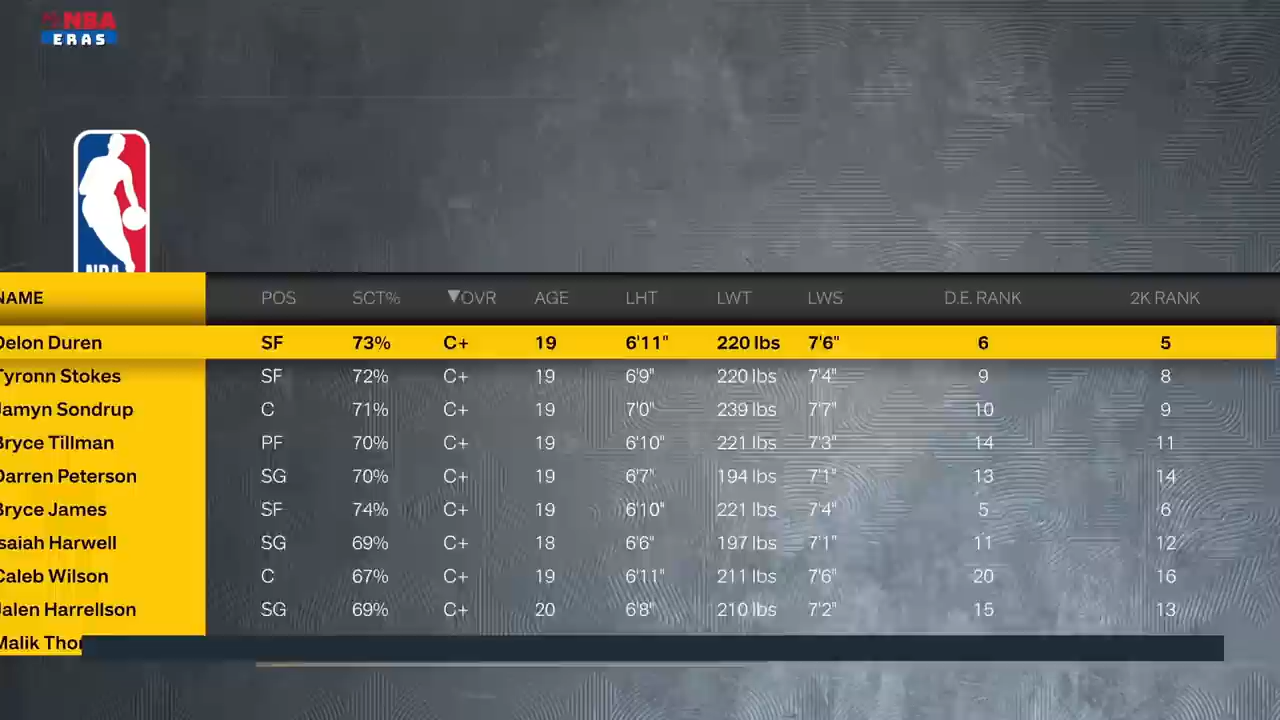 NBA
ERAS
NBA
NAME POS SCT% ▼OVR AGE LHT LWT LWS D.E. RANK 2K RANK
Delon Duren SF 73% C+ 19 6'11" 220 lbs 7'6" 6 5
Tyronn Stokes SF 72% C+ 19 6'9" 220 lbs 7'4" 9 8
Jamyn Sondrup C 71% C+ 19 7'0" 239 lbs 7'7" 10 9
Bryce Tillman PF 70% C+ 19 6'10" 221 lbs 7'3" 14 11
Darren Peterson SG 70% C+ 19 6'7" 194 lbs 7'1" 13 14
Bryce James SF 74% C+ 19 6'10" 221 lbs 7'4" 5 6
Isaiah Harwell SG 69% C+ 18 6'6" 197 lbs 7'1" 11 12
Caleb Wilson C 67% C+ 19 6'11" 211 lbs 7'6" 20 16
Jalen Harrellson SG 69% C+ 20 6'8" 210 lbs 7'2" 15 13
Malik